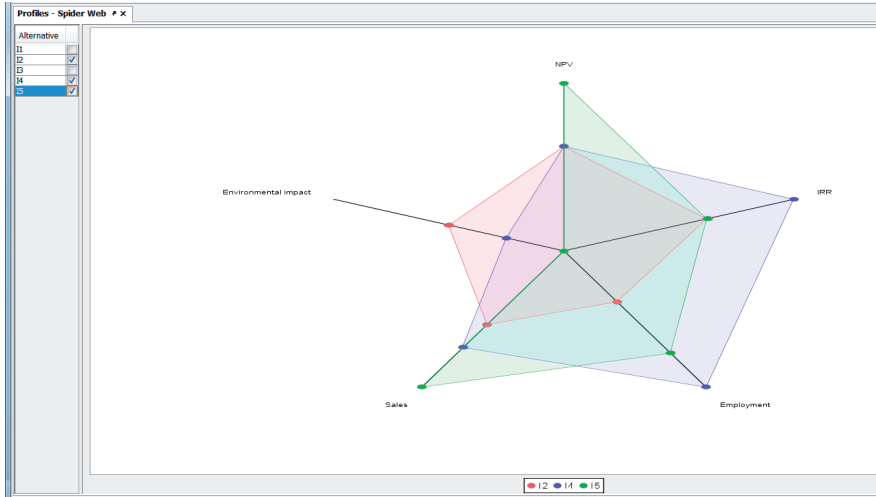 Profiles - Spider Web
Alternative
I1
I2
I3
I4
I5
NPV
Environmental impact
IRR
Sales
Employment
I2 I4 I5